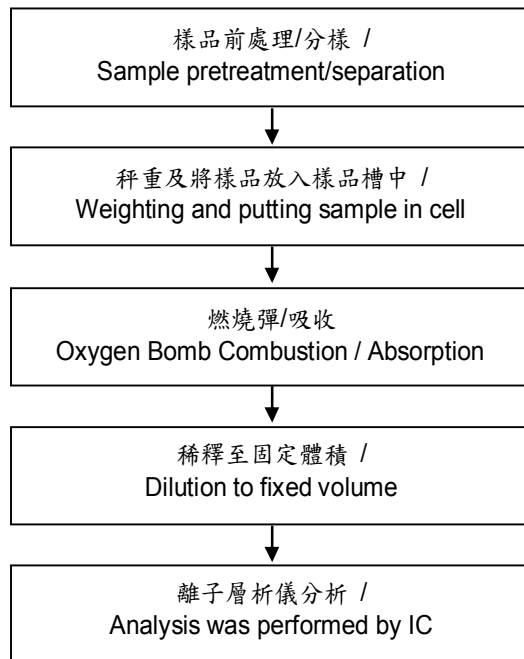 樣品前處理/分樣 /
Sample pretreatment/separation
秤重及將樣品放入樣品槽中 /
Weighting and putting sample in cell
燃燒彈/吸收
Oxygen Bomb Combustion / Absorption
稀釋至固定體積 /
Dilution to fixed volume
離子層析儀分析 /
Analysis was performed by IC